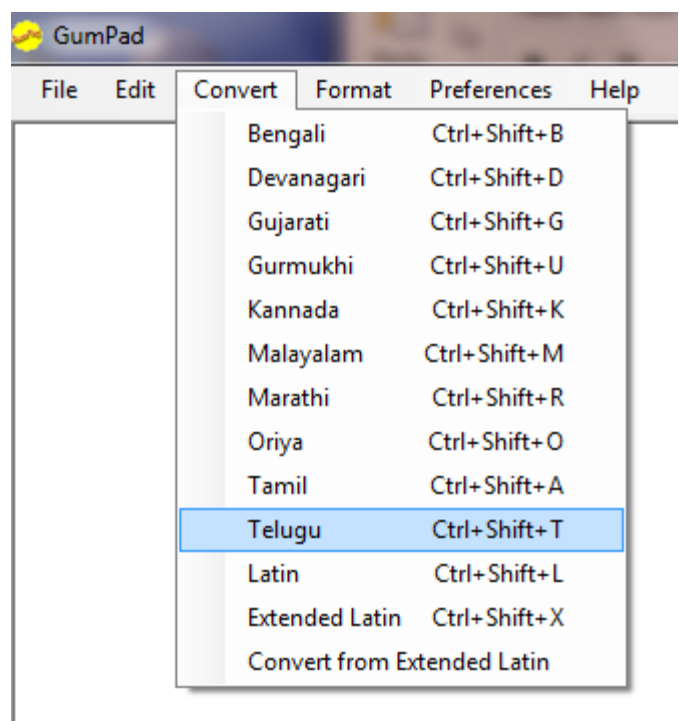 GumPad
File Edit Convert Format Preferences Help
Bengali Ctrl+Shift+B
Devanagari Ctrl+Shift+D
Gujarati Ctrl+Shift+G
Gurmukhi Ctrl+Shift+U
Kannada Ctrl+Shift+K
Malayalam Ctrl+Shift+M
Marathi Ctrl+Shift+R
Oriya Ctrl+Shift+O
Tamil Ctrl+Shift+A
Telugu Ctrl+Shift+T
Latin Ctrl+Shift+L
Extended Latin Ctrl+Shift+X
Convert from Extended Latin